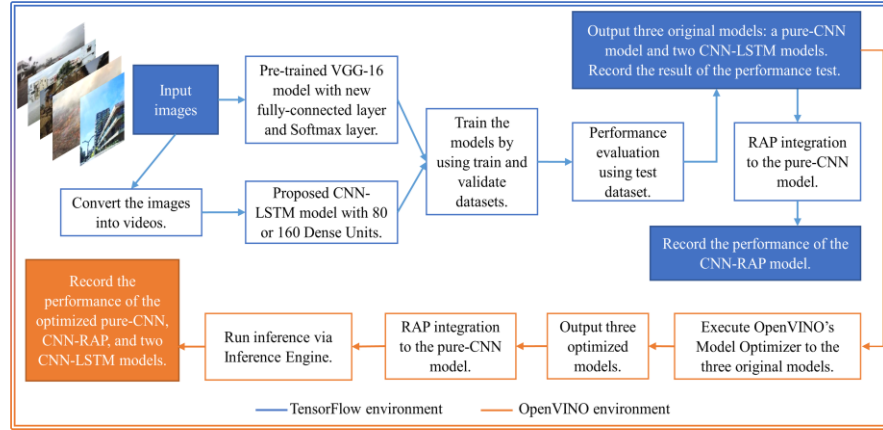 Input
images
Pre-trained VGG-16
model with new
fully-connected layer
and Softmax layer.
Convert the images
into videos.
Proposed CNN-
LSTM model with 80
or 160 Dense Units.
Train the
models by
using train and
validate datasets.
Performance
evaluation
using test
dataset.
Output three original models: a pure-CNN
model and two CNN-LSTM models.
Record the result of the performance test.
RAP integration
to the pure-CNN
model.
Record the performance of the
CNN-RAP model.
Execute OpenVINO's
Model Optimizer to the
three original models.
Output three
optimized
models.
RAP integration
to the pure-CNN
model.
Run inference via
Inference Engine.
Record the
performance of the
optimized pure-CNN,
CNN-RAP, and two
CNN-LSTM models.
TensorFlow environment
OpenVINO environment